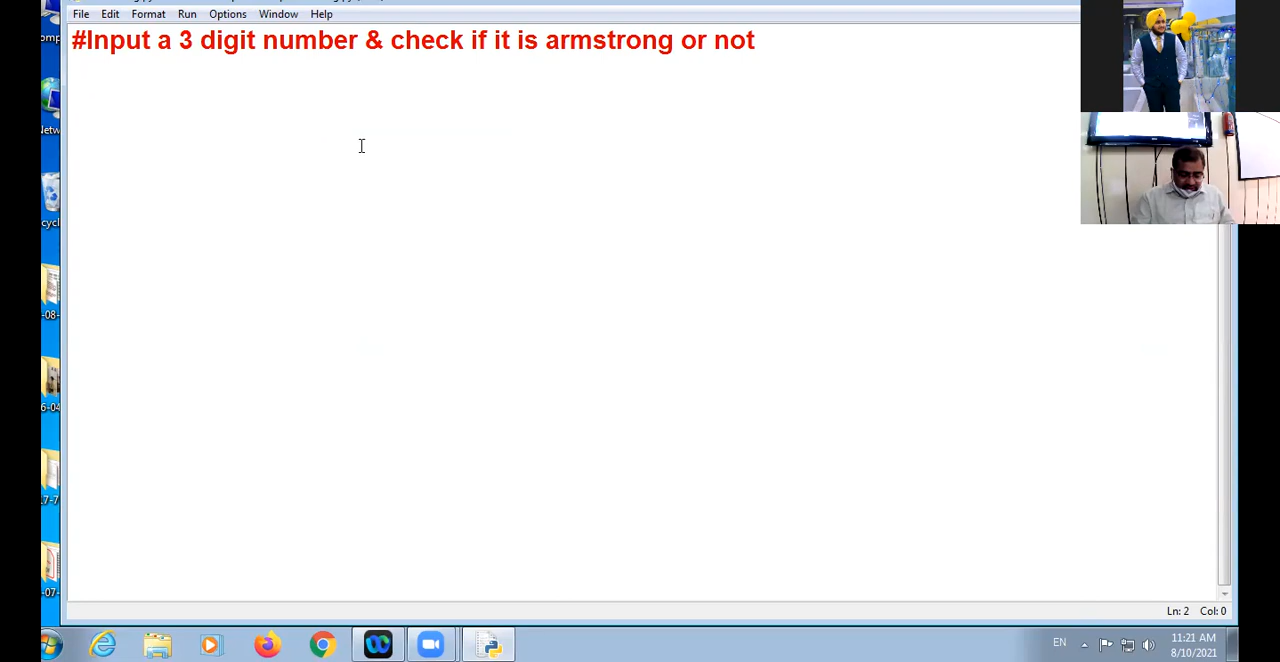 File Edit Format Run Options Window Help
#Input a 3 digit number & check if it is armstrong or not
Ln: 2 Col: 0
EN
11:21 AM
8/10/2021